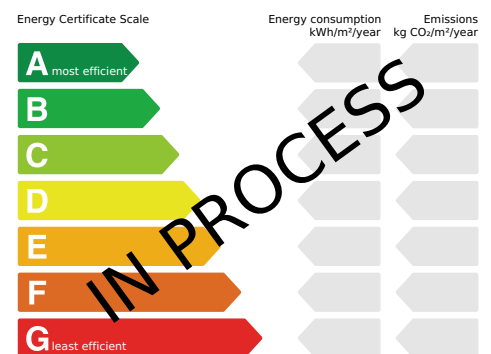 Energy Certificate Scale
Energy consumption
kWh/m²/year
Emissions
kg CO₂/m²/year
A most efficient
B
C
D
E
F
G least efficient
IN PROCESS